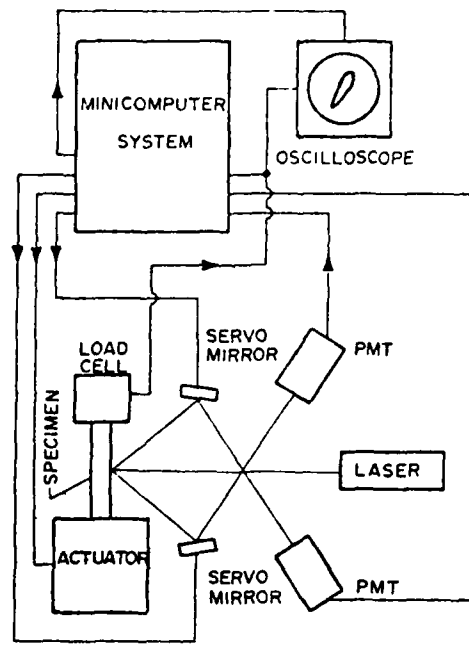 MINICOMPUTER
SYSTEM
OSCILLOSCOPE
SERVO
MIRROR
PMT
LOAD
CELL
SPECIMEN
LASER
ACTUATOR
SERVO
MIRROR
PMT